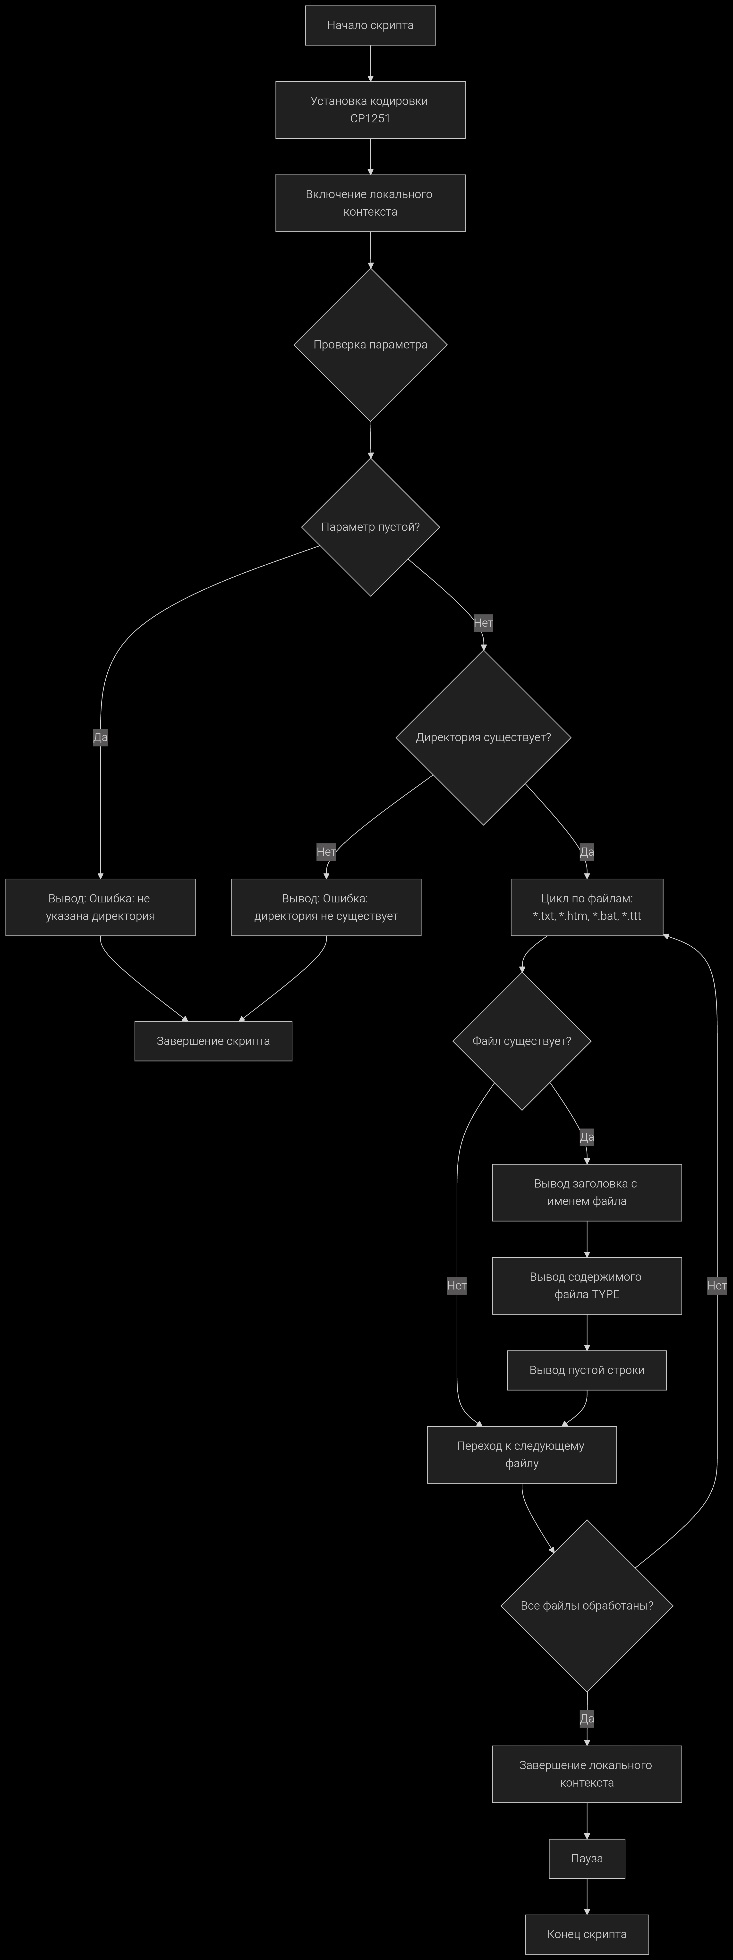 Начало скрипта
Установка кодировки
CP1251
Включение локального
контекста
Проверка параметра
Параметр пустой?
Нет
Да
Директория существует?
Нет
Да
Вывод: Ошибка: не
указана директория
Вывод: Ошибка:
директория не существует
Цикл по файлам:
*.txt, *.htm, *.bat, *.ttt
Завершение скрипта
Файл существует?
Да
Вывод заголовка с
именем файла
Вывод содержимого
файла TYPE
Нет
Нет
Вывод пустой строки
Переход к следующему
файлу
Все файлы обработаны?
Да
Завершение локального
контекста
Пауза
Конец скрипта